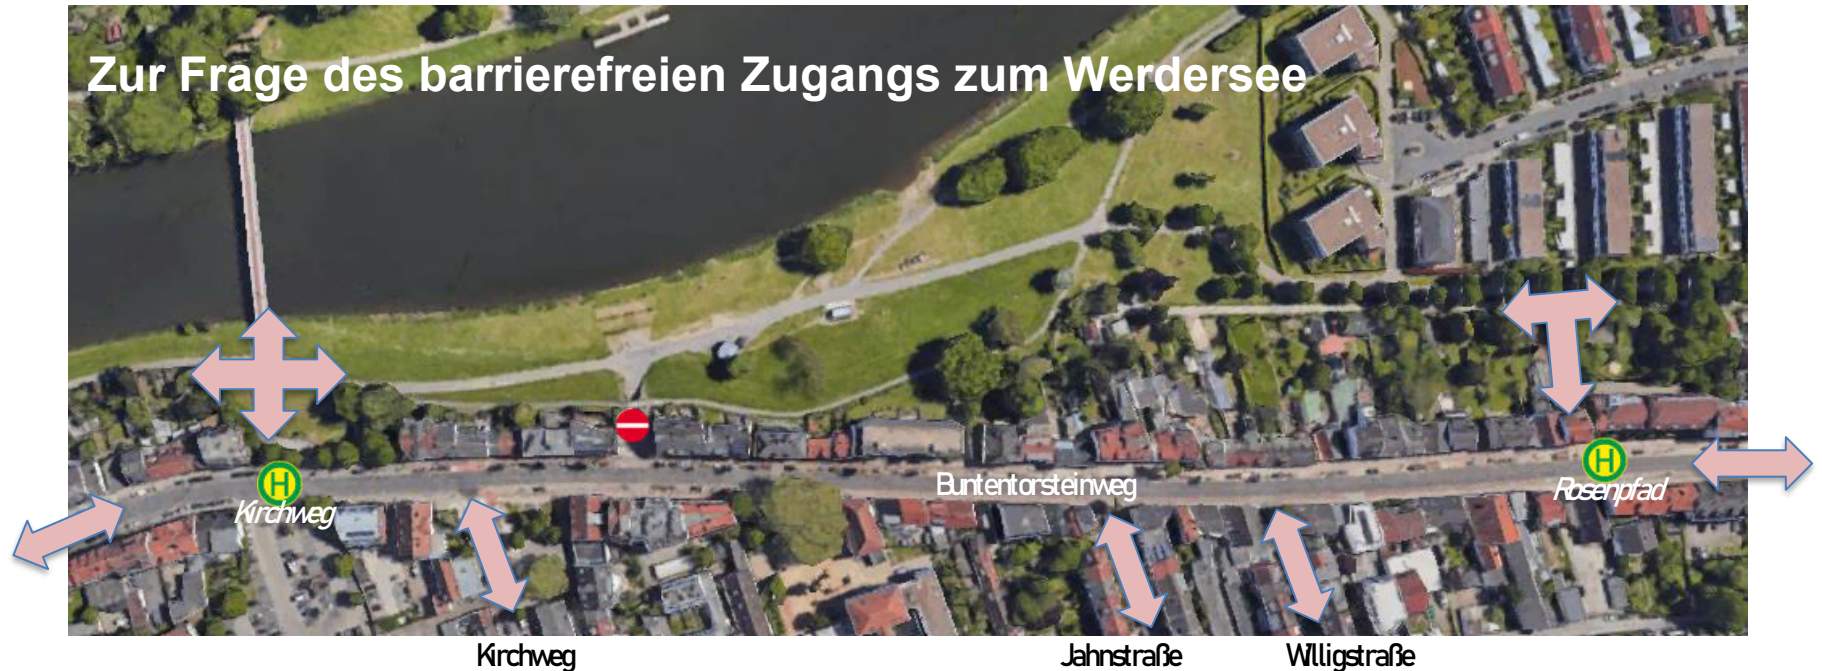 Zur Frage des barrierefreien Zugangs zum Werdersee
H
Kirchweg
Buntentorsteinweg
H
Rosenpfad
Kirchweg
Jahnstraße
Willigstraße